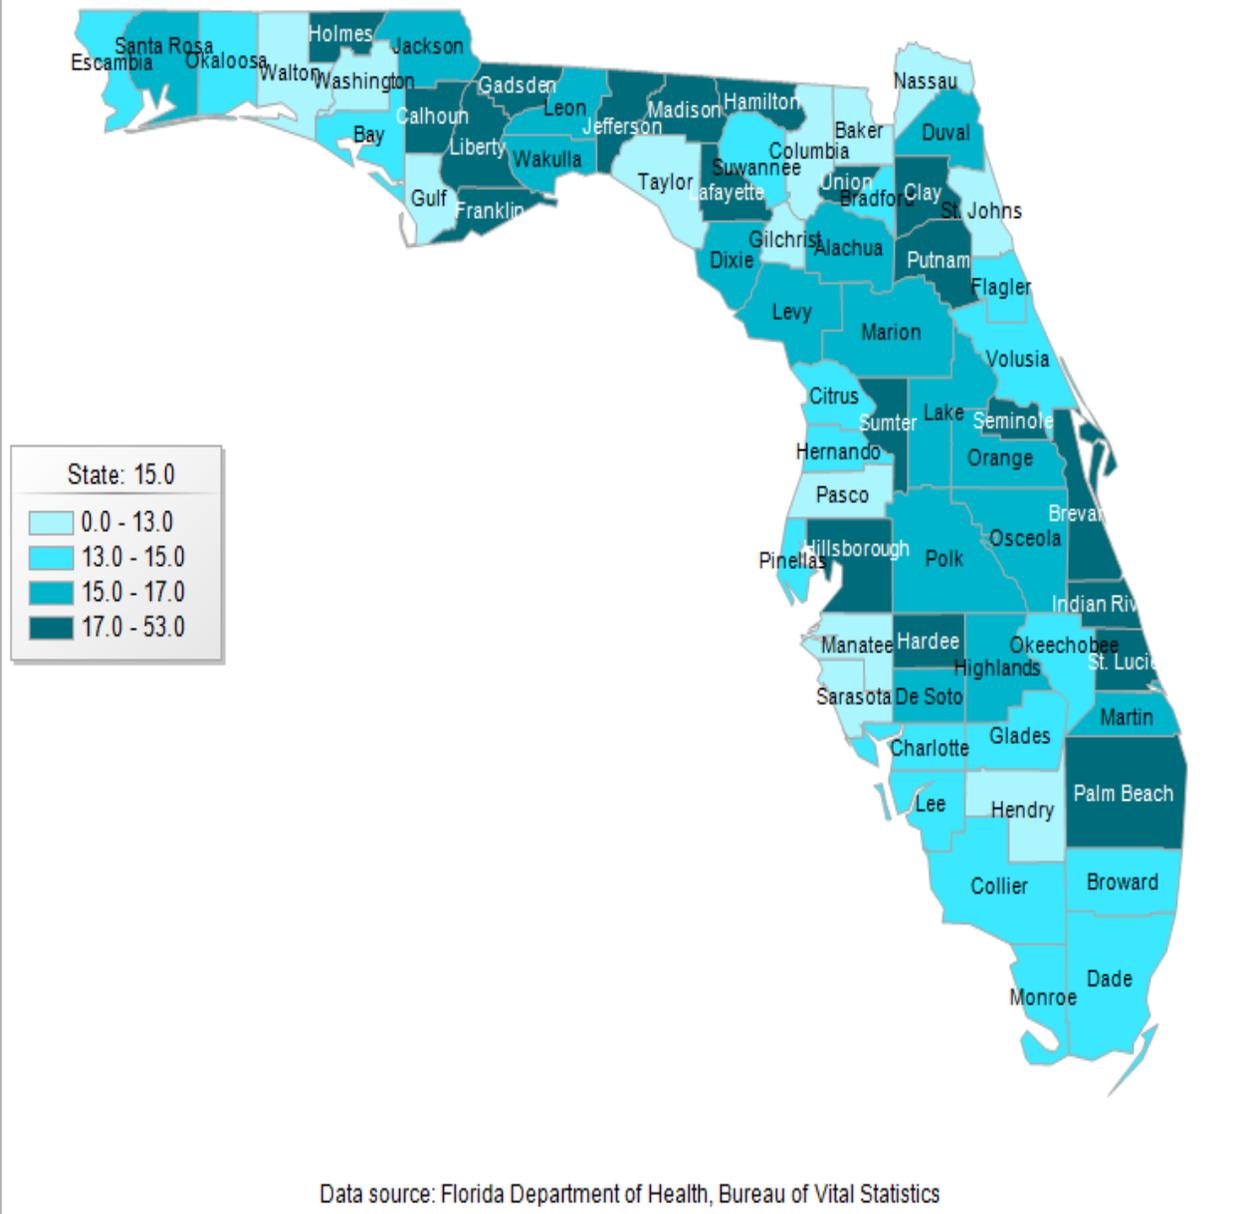 Holmes
Santa Rosa
Jackson
Escambia
Okaloosa
Walton
Washington
Nassau
Gadsden
Leon
Madison
Hamilton
Calhoun
Jefferson
Baker
Duval
Bay
Liberty
Columbia
Wakulla
Suwannee
Taylor
Lafayette
Union
Bradford
Clay
Gulf
Franklin
St. Johns
Gilchrist
Alachua
Dixie
Putnam
Flagler
Levy
Marion
Volusia
Citrus
Lake
Sumter
Seminole
Hernando
Orange
State: 15.0
Pasco
0.0 - 13.0
Brevar
Osceola
13.0 - 15.0
Hillsborough
Pinellas
Polk
15.0 - 17.0
Indian Riv
17.0 - 53.0
Manatee
Hardee
Okeechobee
Highlands
St. Lucie
Sarasota
De Soto
Martin
Charlotte
Glades
Palm Beach
Lee
Hendry
Collier
Broward
Dade
Monroe
Data source: Florida Department of Health, Bureau of Vital Statistics